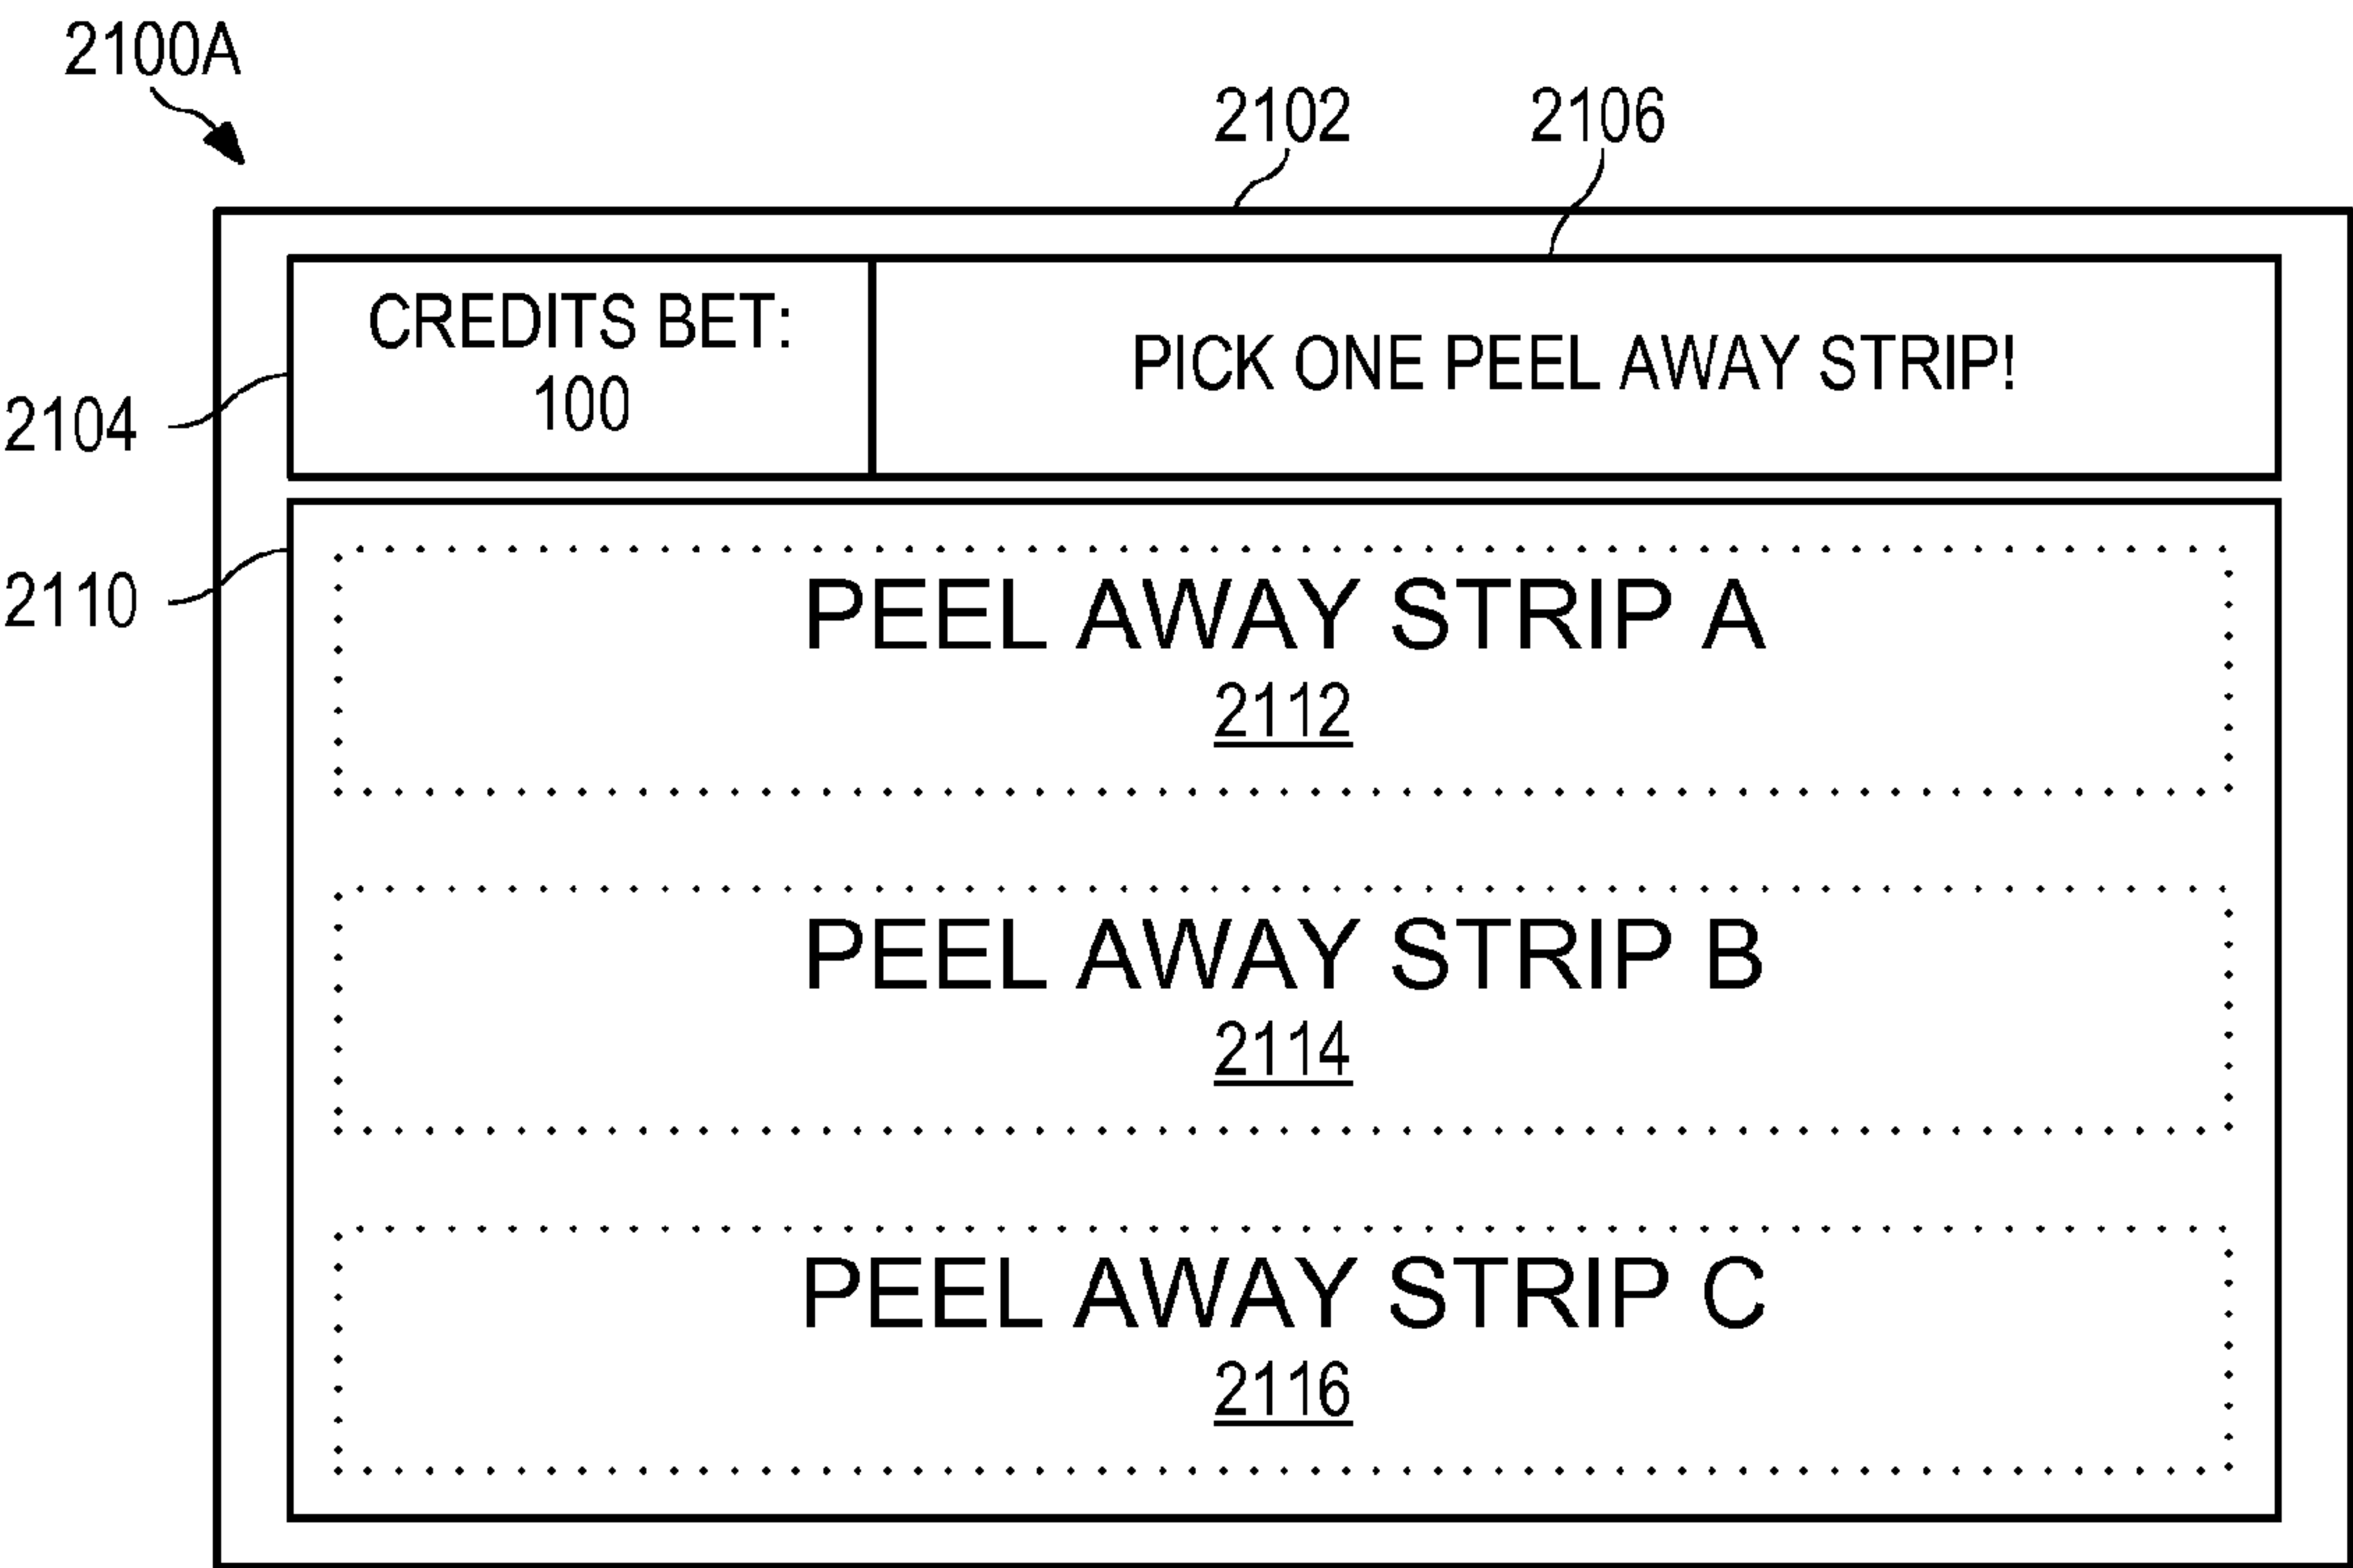 2100A
2102
2106
CREDITS BET:
100
PICK ONE PEEL AWAY STRIP!
2104
2110
PEEL AWAY STRIP A
2112
PEEL AWAY STRIP B
2114
PEEL AWAY STRIP C
2116